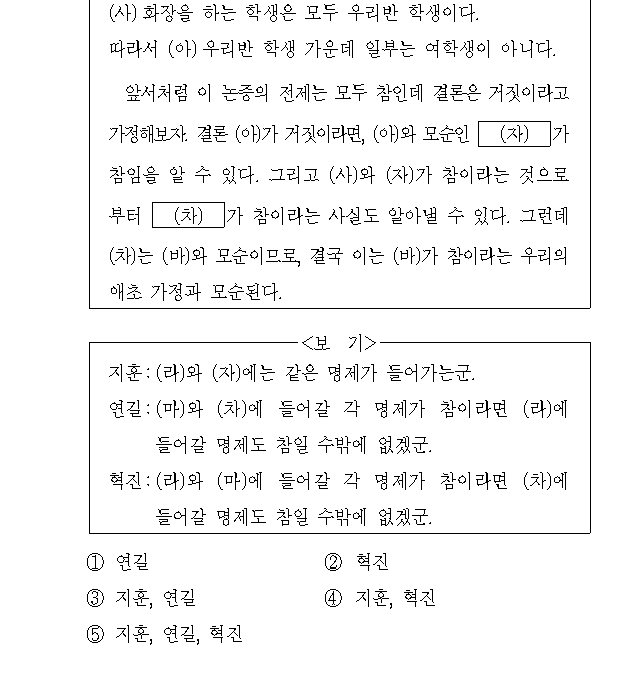 (사) 화장을 하는 학생은 모두 우리반 학생이다.
따라서 (아) 우리반 학생 가운데 일부는 여학생이 아니다.
앞서처럼 이 논증의 전제는 모두 참인데 결론은 거짓이라고
가정해보자. 결론 (아)가 거짓이라면, (아)와 모순인 (자) 가
참임을 알 수 있다. 그리고 (사)와 (자)가 참이라는 것으로
부터 (차) 가 참이라는 사실도 알아낼 수 있다. 그런데
(차)는 (바)와 모순이므로, 결국 이는 (바)가 참이라는 우리의
애초 가정과 모순된다.
<보 기>
지훈: (라)와 (자)에는 같은 명제가 들어가는군.
연길: (마)와 (차)에 들어갈 각 명제가 참이라면 (라)에
들어갈 명제도 참일 수밖에 없겠군.
혁진: (라)와 (마)에 들어갈 각 명제가 참이라면 (차)에
들어갈 명제도 참일 수밖에 없겠군.
① 연길 ② 혁진
③ 지훈, 연길 ④ 지훈, 혁진
⑤ 지훈, 연길, 혁진